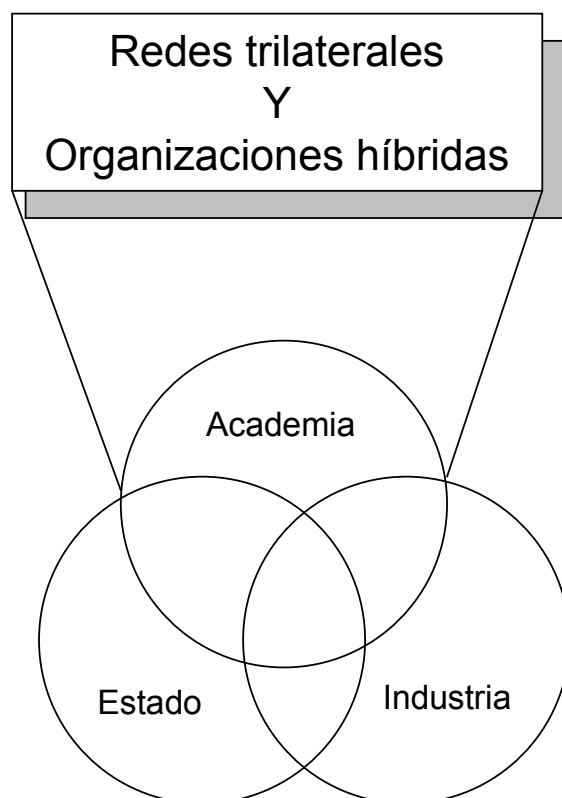 Redes trilaterales
Y
Organizaciones híbridas
Academia
Estado
Industria